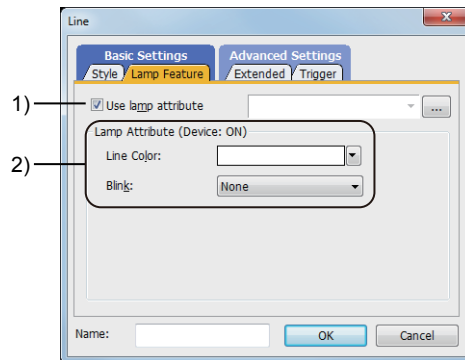 Line
Basic Settings Advanced Settings
Style Lamp Feature Extended Trigger
1) Use lamp attribute ...
Lamp Attribute (Device: ON)
2) Line Color:
Blink: None
Name: OK Cancel